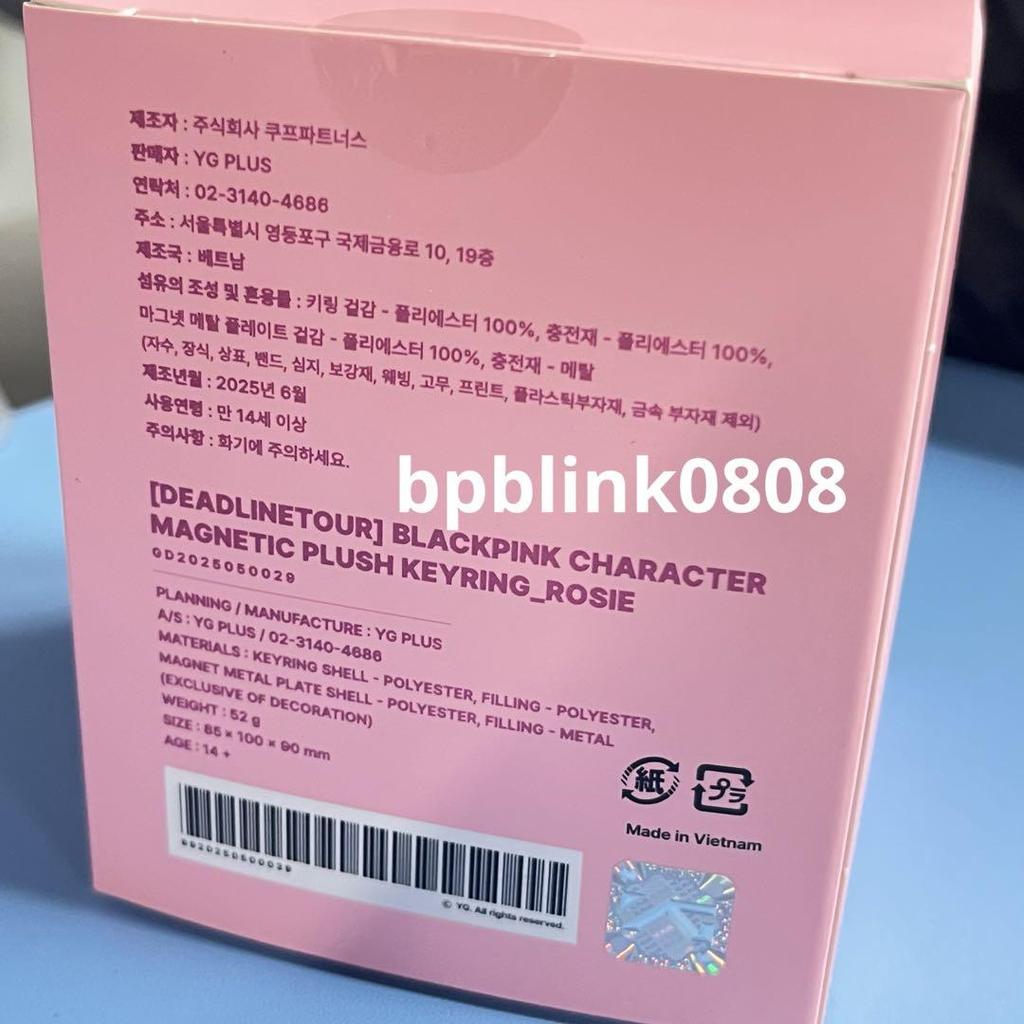 제조자 : 주식회사 쿠프파트너스
판매자 : YG PLUS
연락처 : 02-3140-4686
주소 : 서울특별시 영등포구 국제금융로 10, 19층
제조국 : 베트남
섬유의 조성 및 혼용률 : 키링 겉감 - 폴리에스터 100%, 충전재 - 폴리에스터 100%,
마그넷 메탈 플레이트 겉감 - 폴리에스터 100%, 충전재 - 메탈
(자수, 장식, 상표, 밴드, 심지, 보강재, 웨빙, 고무, 프린트, 플라스틱부자재, 금속 부자재 제외)
제조년월 : 2025년 6월
사용연령 : 만 14세 이상
주의사항 : 화기에 주의하세요.
bpblink0808
[DEADLINETOUR] BLACKPINK CHARACTER
MAGNETIC PLUSH KEYRING_ROSIE
GD2025050029
PLANNING / MANUFACTURE : YG PLUS
A/S : YG PLUS / 02-3140-4686
MATERIALS : KEYRING SHELL - POLYESTER, FILLING - POLYESTER,
MAGNET METAL PLATE SHELL - POLYESTER, FILLING - METAL
(EXCLUSIVE OF DECORATION)
WEIGHT : 52 g
SIZE : 85 × 100 × 90 mm
AGE : 14 +
紙
プラ
Made in Vietnam
© YG. All rights reserved.